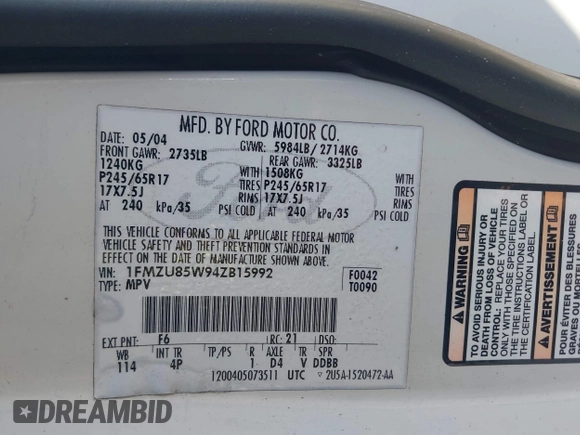 MFD. BY FORD MOTOR CO.
DATE: 05/04 GVWR: 5984LB/ 2714KG
FRONT GAWR: 2735LB REAR GAWR: 3325LB
1240KG WITH 1508KG WITH
P245/65R17 TIRES P245/65R17 TIRES
17X7.5J RIMS 17X7.5J RIMS
AT 240 kPa/35 PSI COLD AT 240 kPa/35 PSI COLD
THIS VEHICLE CONFORMS TO ALL APPLICABLE FEDERAL MOTOR
VEHICLE SAFETY AND THEFT PREVENTION STANDARDS IN
EFFECT ON THE DATE OF MANUFACTURE SHOWN ABOVE.
VIN: 1FMZU85W94ZB15992 F0042
TYPE: MPV T0090
EXT PNT: F6 RC: 21 DSO:
WB INT TR TP/PS R AXLE TR SPR
114 4P 1 D4 V DDBB
1200405073511 UTC 2U5A-1520472-AA
Ford
TO AVOID SERIOUS INJURY OR
DEATH FROM LOSS OF VEHICLE
CONTROL: REPLACE YOUR TIRES
WITH THOSE SPECIFIED ON
THE TIRE INFORMATION LABEL OR
CERTIFICATION LABEL.
Avertissement
POUR ÉVITER DES BLESSURES
DREAMBID